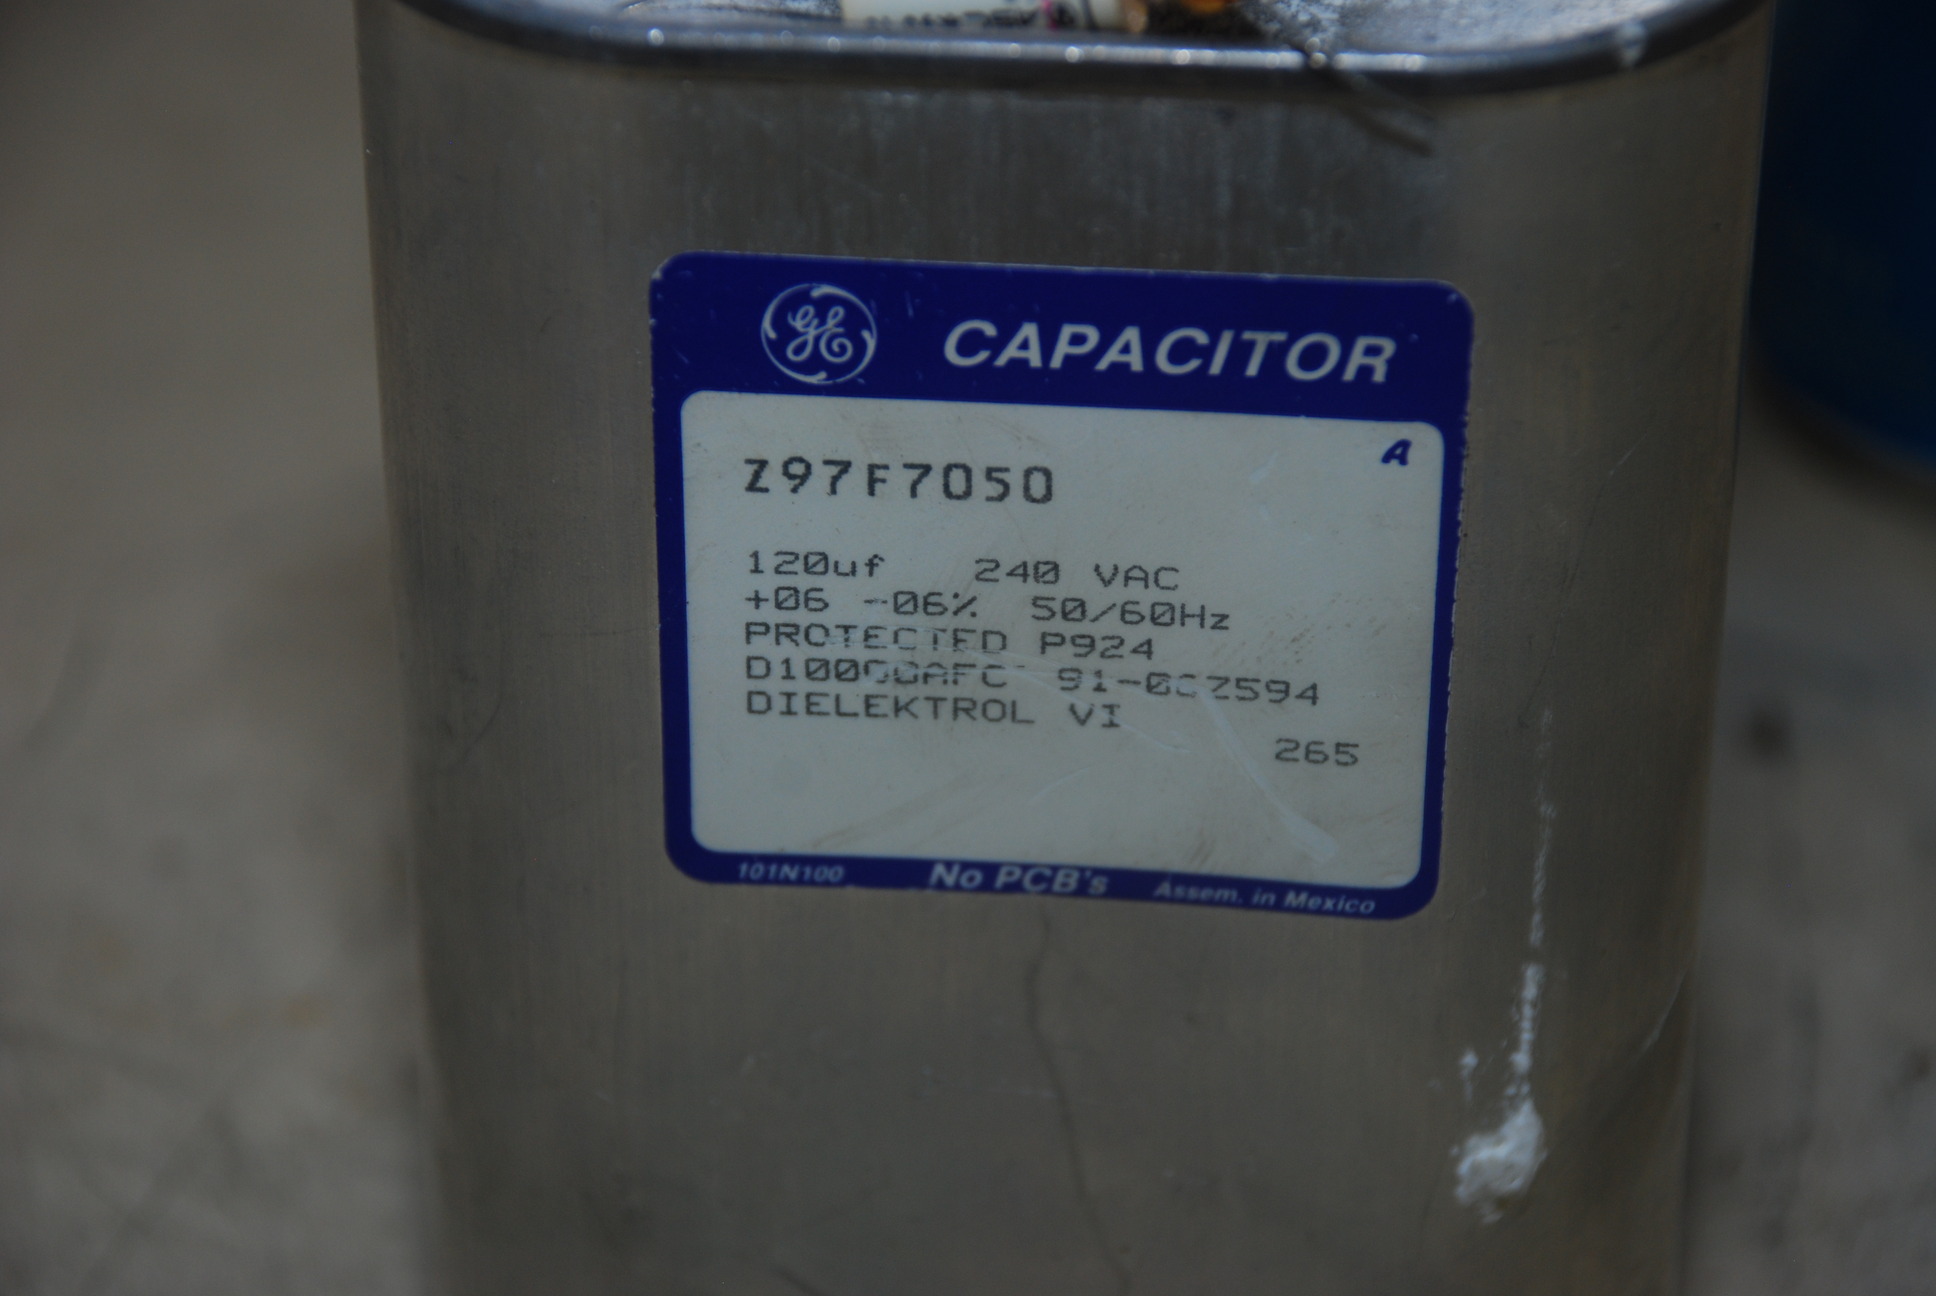 GE CAPACITOR
A
Z97F7050
120uf 240 VAC
+06 -06% 50/60Hz
PROTECTED P924
DIELEKTROL VI
265
101N100 No PCB's Assem. in Mexico